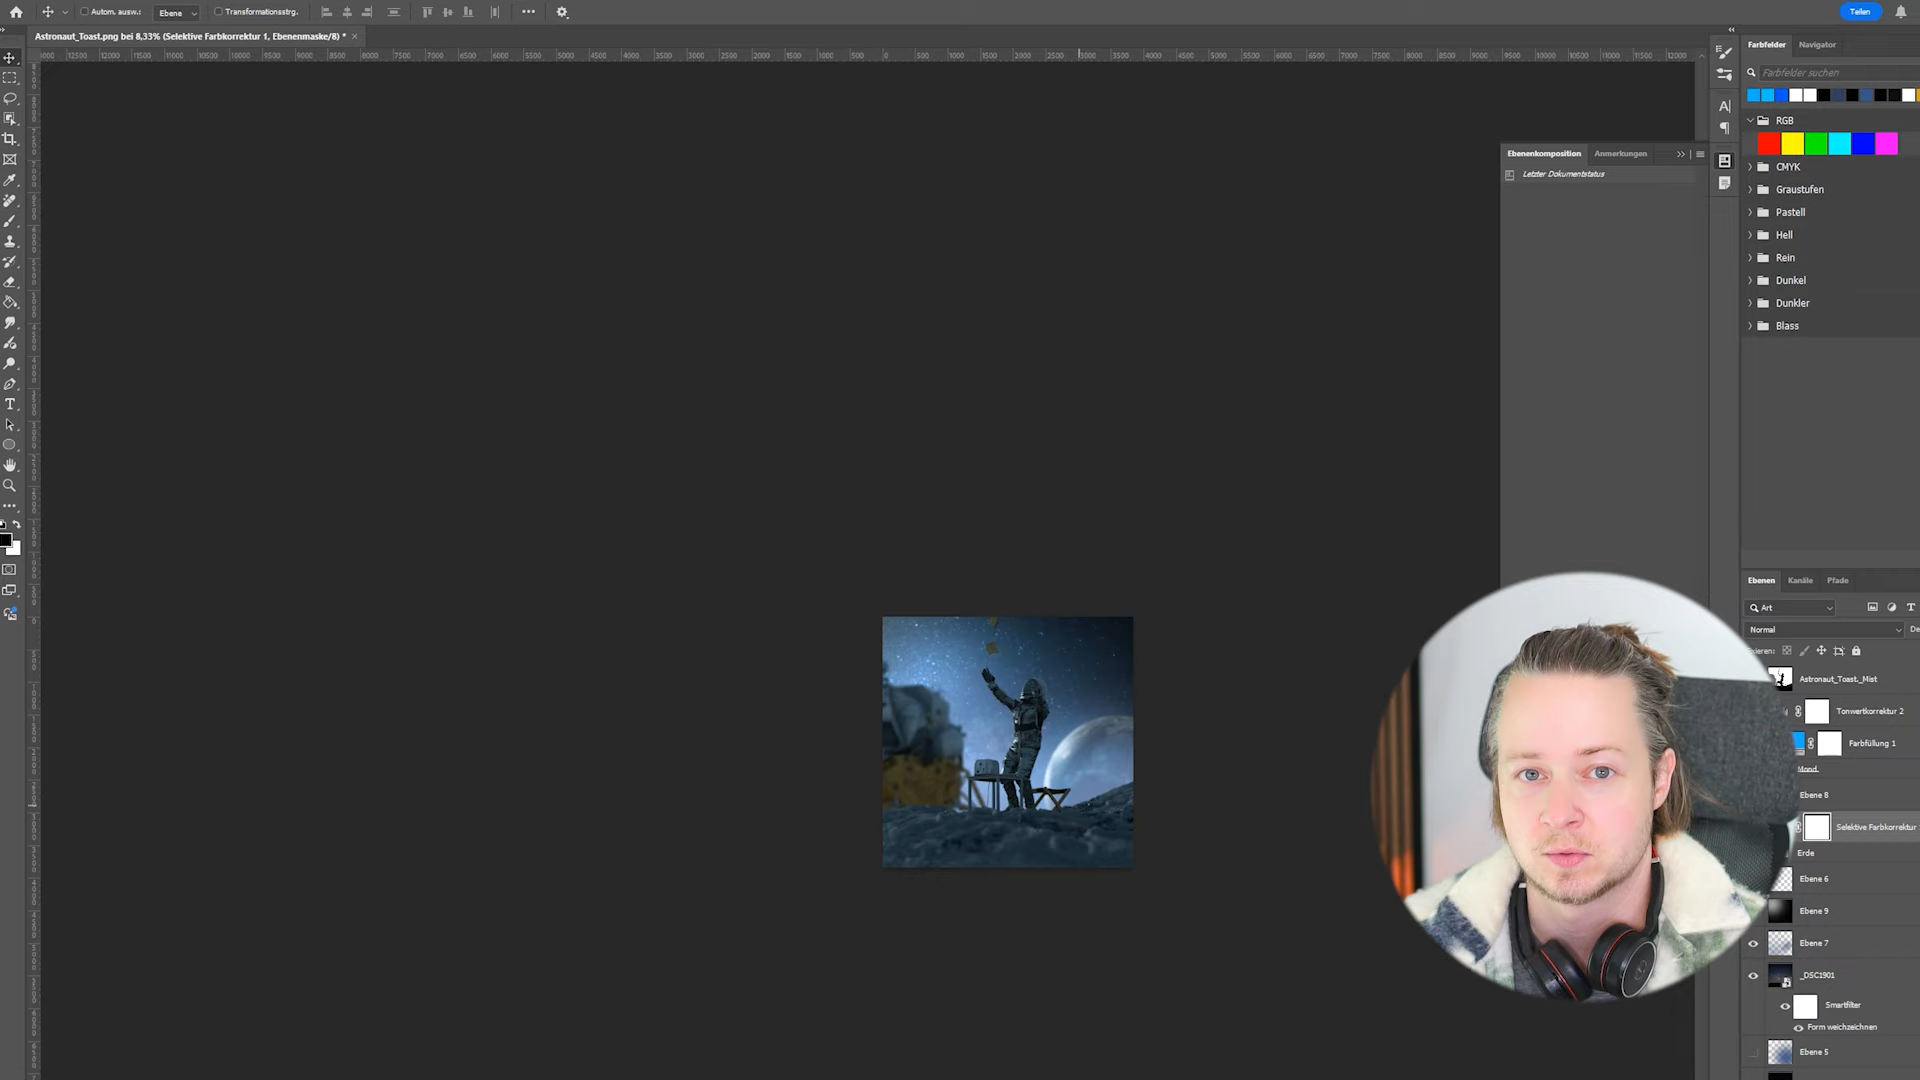 Autom. ausw.:
Ebene
Transformationsstrg.
Teilen
Astronaut_Toast.png bei 8,33% (Selektive Farbkorrektur 1, Ebenenmaske/8) *
Farbfelder
Navigator
Farbfelder suchen
RGB
CMYK
Graustufen
Pastell
Hell
Rein
Dunkel
Dunkler
Blass
Ebenenkomposition
Anmerkungen
Letzter Dokumentstatus
Ebenen
Kanäle
Pfade
Art
Normal
Astronaut_Toast._Mist
Tonwertkorrektur 2
Farbfüllung 1
Mond
Ebene 8
Selektive Farbkorrektur
Erde
Ebene 6
Ebene 9
Ebene 7
_DSC1901
Smartfilter
Form weichzeichnen
Ebene 5